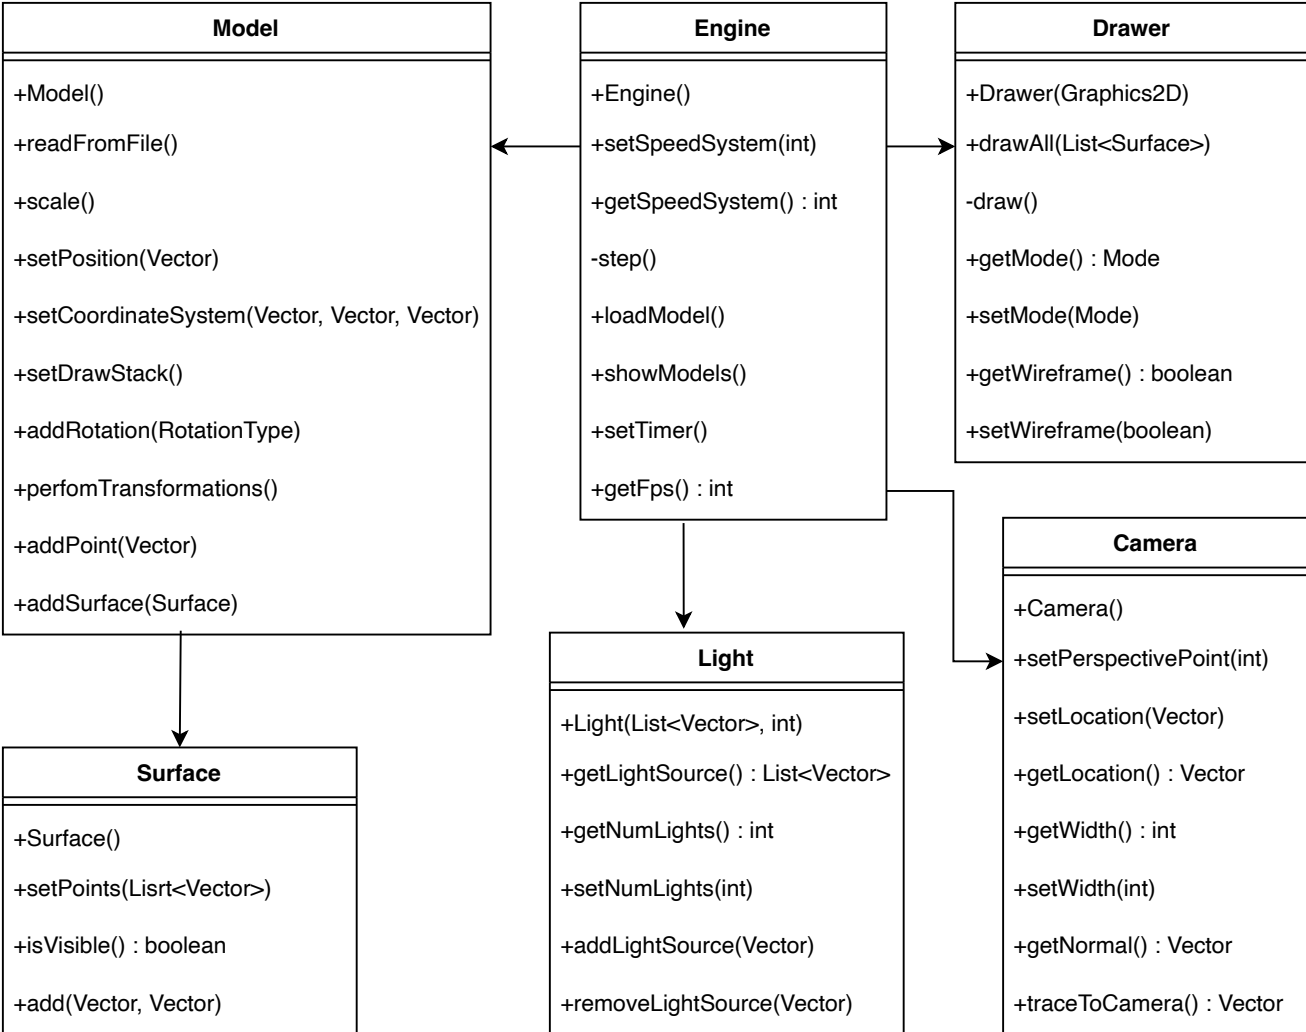 Model
+Model()
+readFromFile()
+scale()
+setPosition(Vector)
+setCoordinateSystem(Vector, Vector, Vector)
+setDrawStack()
+addRotation(RotationType)
+perfomTransformations()
+addPoint(Vector)
+addSurface(Surface)
Engine
+Engine()
+setSpeedSystem(int)
+getSpeedSystem() : int
-step()
+loadModel()
+showModels()
+setTimer()
+getFps() : int
Drawer
+Drawer(Graphics2D)
+drawAll(List<Surface>)
-draw()
+getMode() : Mode
+setMode(Mode)
+getWireframe() : boolean
+setWireframe(boolean)
Surface
+Surface()
+setPoints(Lisrt<Vector>)
+isVisible() : boolean
+add(Vector, Vector)
Light
+Light(List<Vector>, int)
+getLightSource() : List<Vector>
+getNumLights() : int
+setNumLights(int)
+addLightSource(Vector)
+removeLightSource(Vector)
Camera
+Camera()
+setPerspectivePoint(int)
+setLocation(Vector)
+getLocation() : Vector
+getWidth() : int
+setWidth(int)
+getNormal() : Vector
+traceToCamera() : Vector